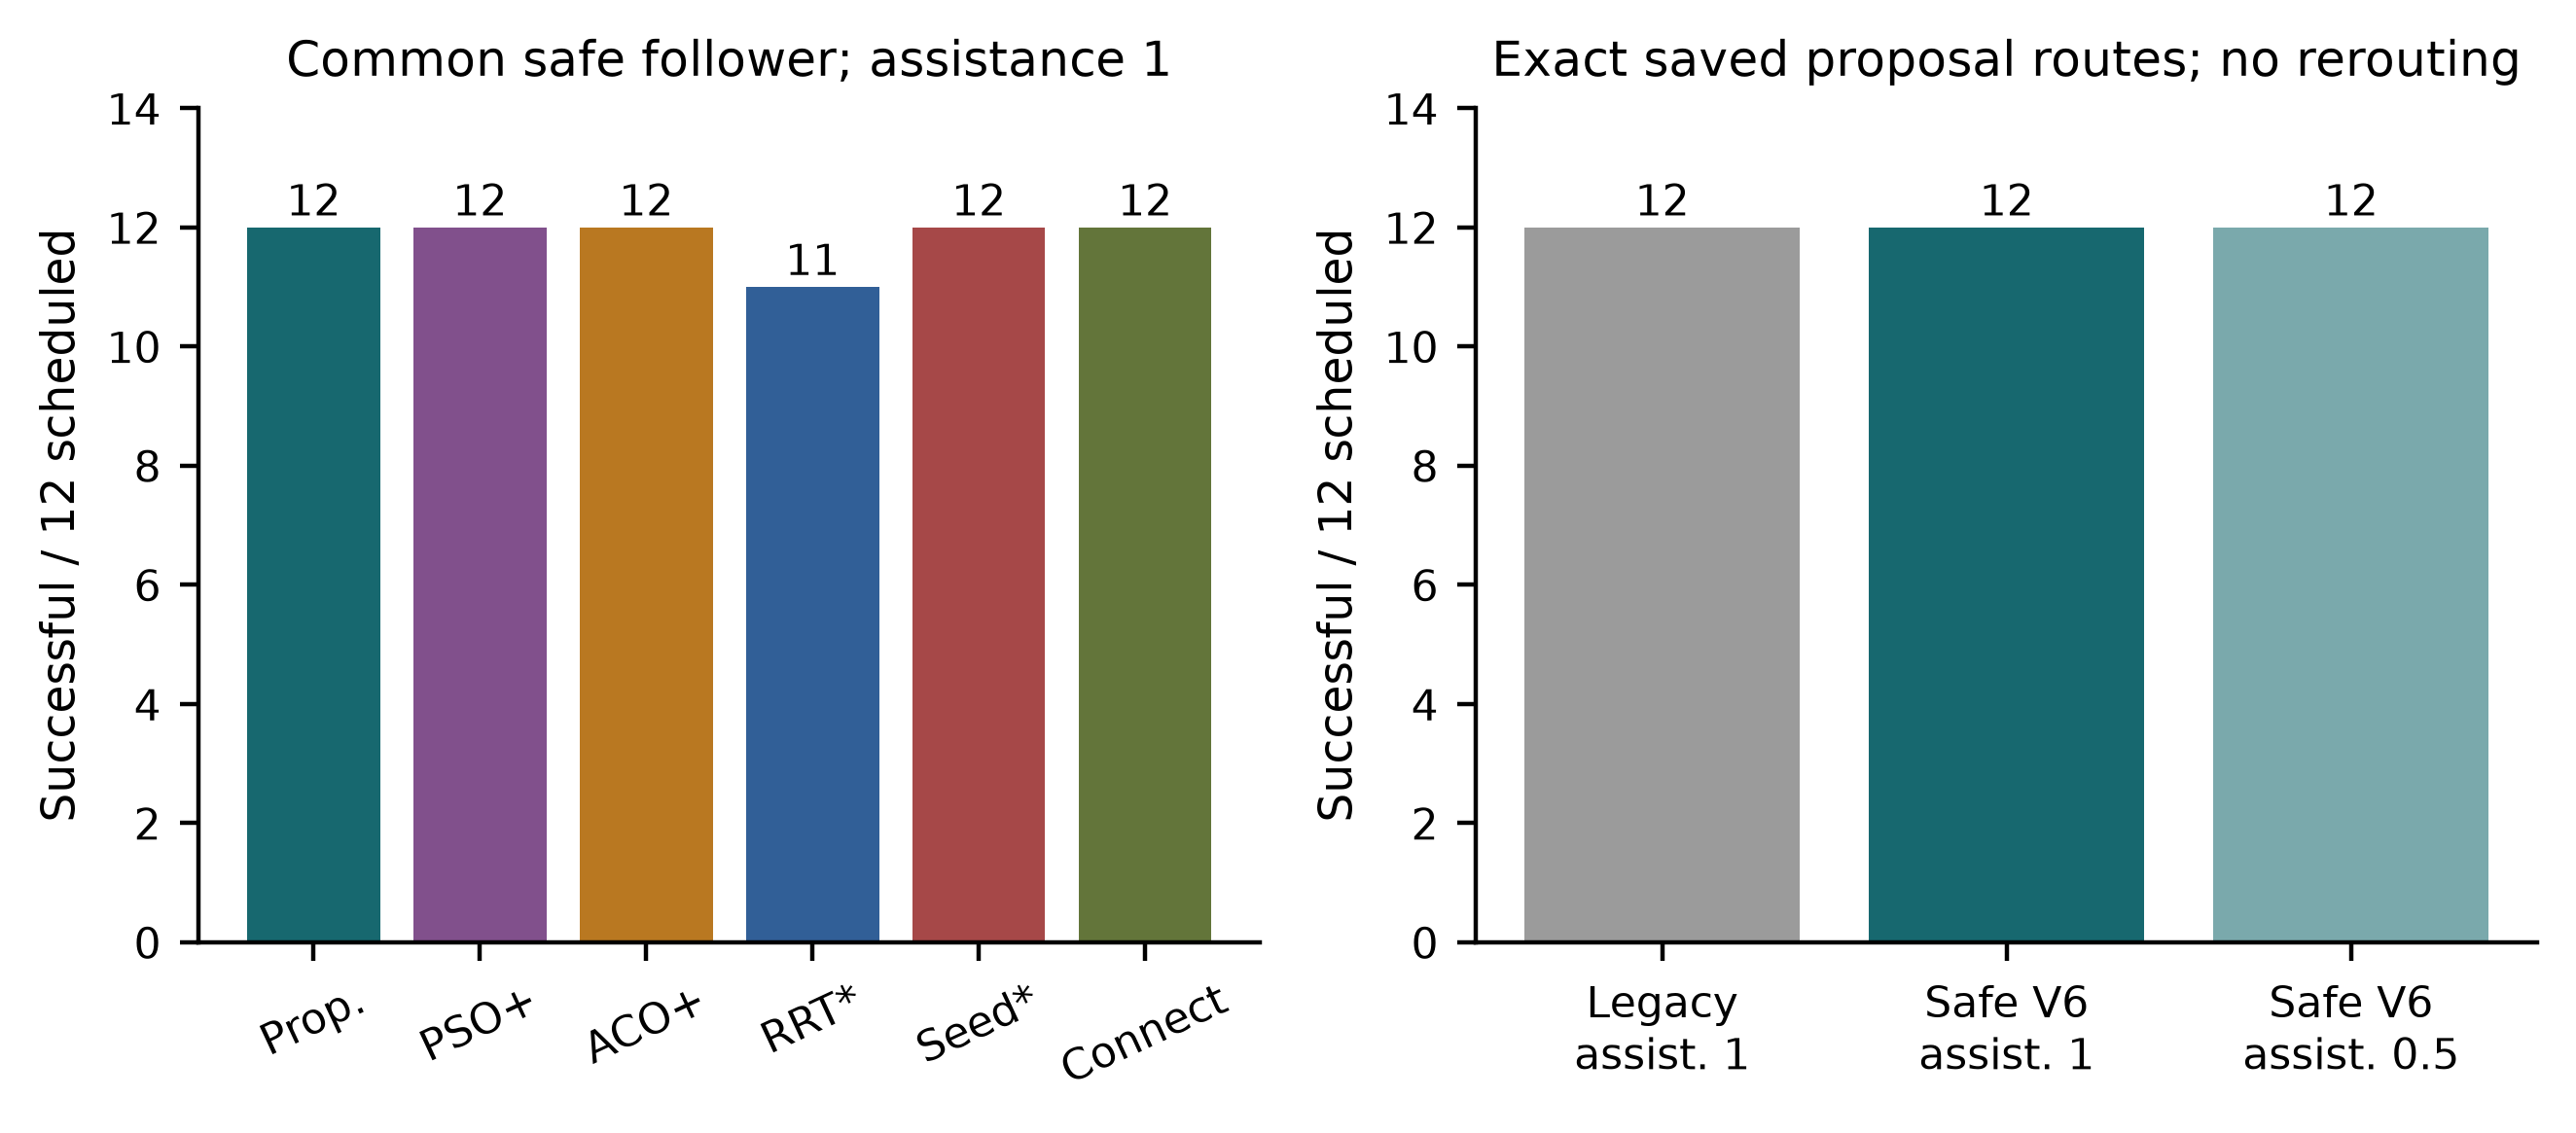 Common safe follower; assistance 1
Successful / 12 scheduled
14
12
10
8
6
4
2
0
12
12
12
11
12
12
Prop.
PSO+
ACO+
RRT*
Seed*
Connect
Exact saved proposal routes; no rerouting
Successful / 12 scheduled
14
12
10
8
6
4
2
0
12
12
12
Legacy
assist. 1
Safe V6
assist. 1
Safe V6
assist. 0.5